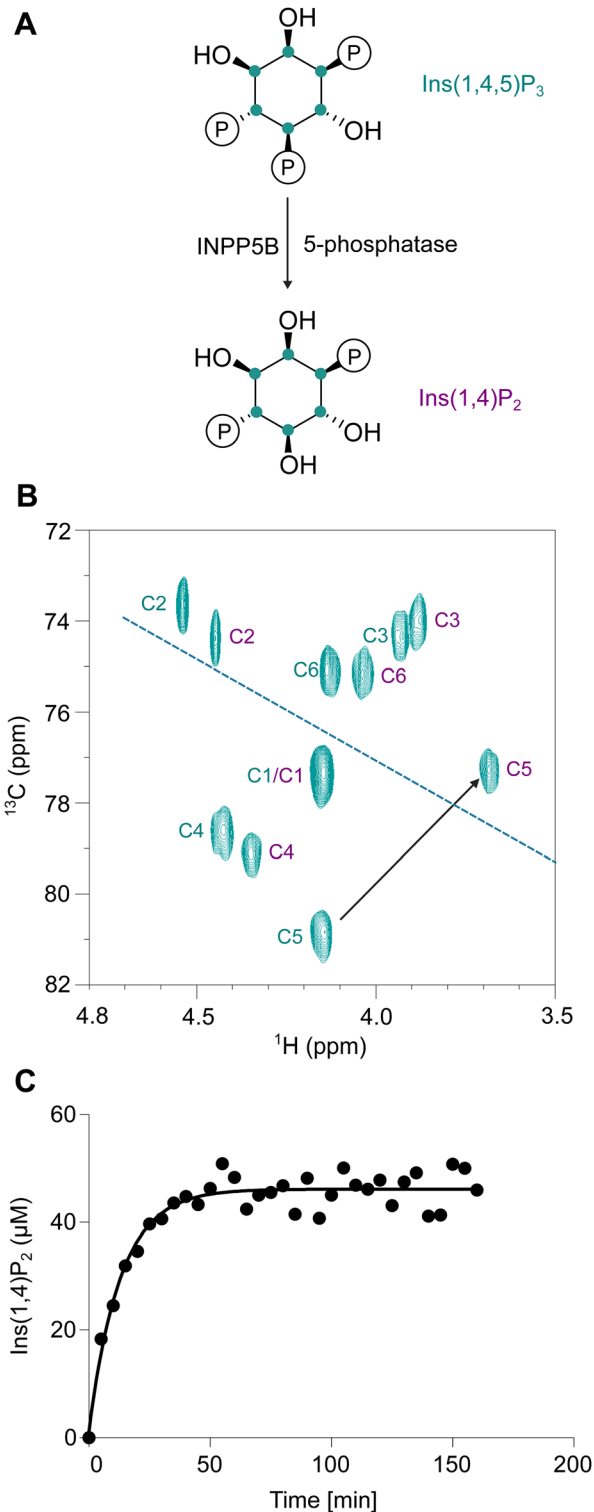 A
OH
HO
P
Ins(1,4,5)P3
P
OH
P
INPP5B 5-phosphatase
OH
HO
P
Ins(1,4)P2
P
OH
OH
B
72
C2
74
C2
C3
C3
C6
C6
76
13C (ppm)
C1/C1
C5
78
C4
C4
80
C5
82
4.8
4.5
4.0
3.5
1H (ppm)
C
60
40
Ins(1,4)P2 (μM)
20
0
0
50
100
150
200
Time [min]